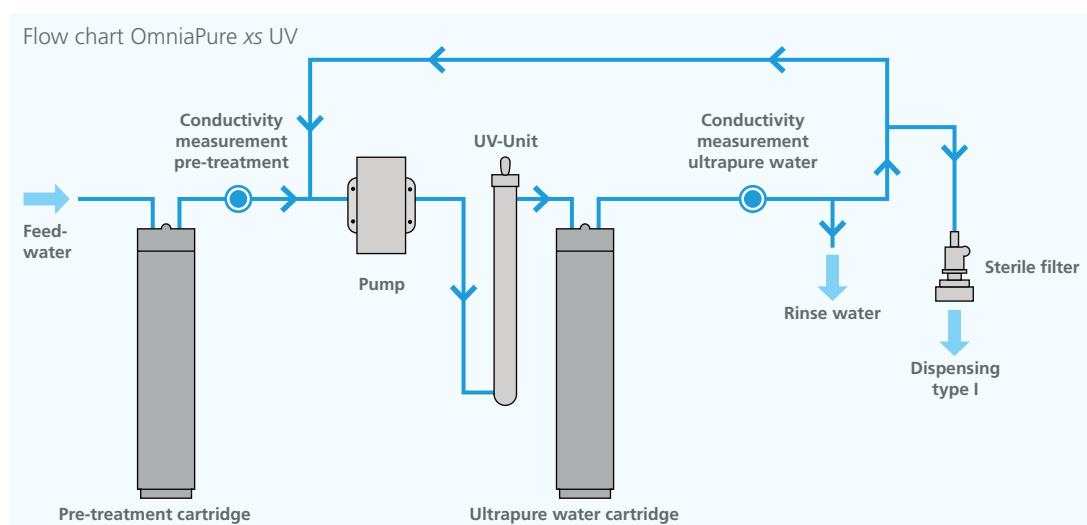 Flow chart OmniaPure xs UV
Conductivity
measurement
pre-treatment
UV-Unit
Conductivity
measurement
ultrapure water
Feed-
water
Pump
Sterile filter
Rinse water
Dispensing
type I
Pre-treatment cartridge
Ultrapure water cartridge